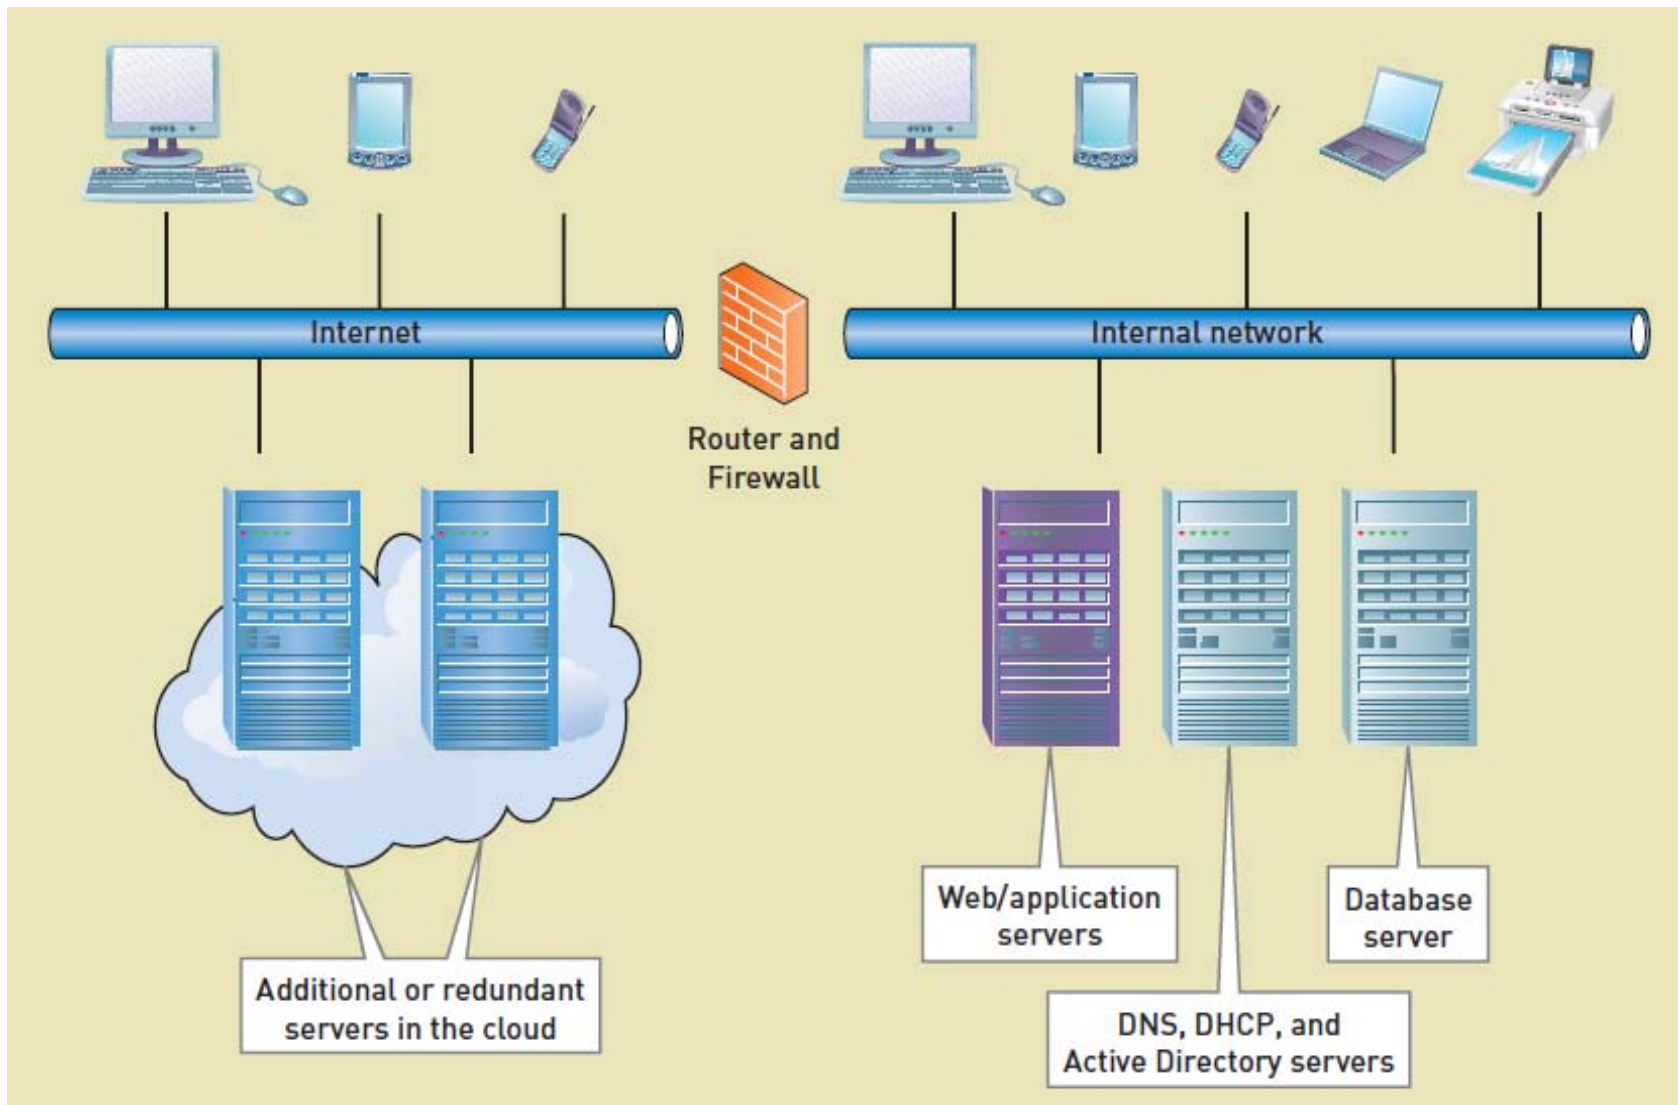 Internet
Internal network
Router and
Firewall
Web/application
servers
Database
server
Additional or redundant
servers in the cloud
DNS, DHCP, and
Active Directory servers